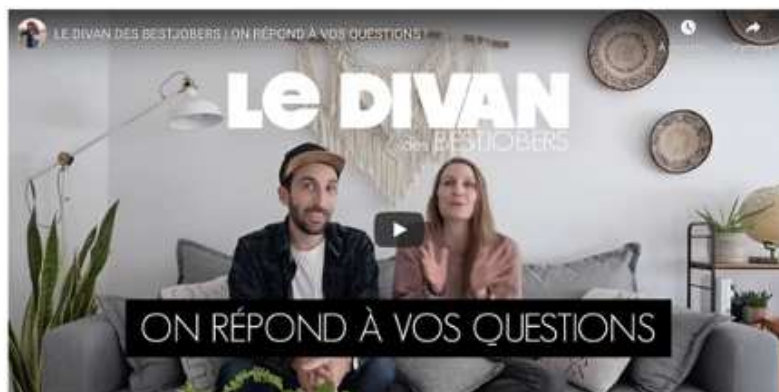 LE DIVAN DES BESTJOBERS | ON RÉPOND À VOS QUESTIONS !
LE DIVAN
des BESTJOBERS
ON RÉPOND À VOS QUESTIONS